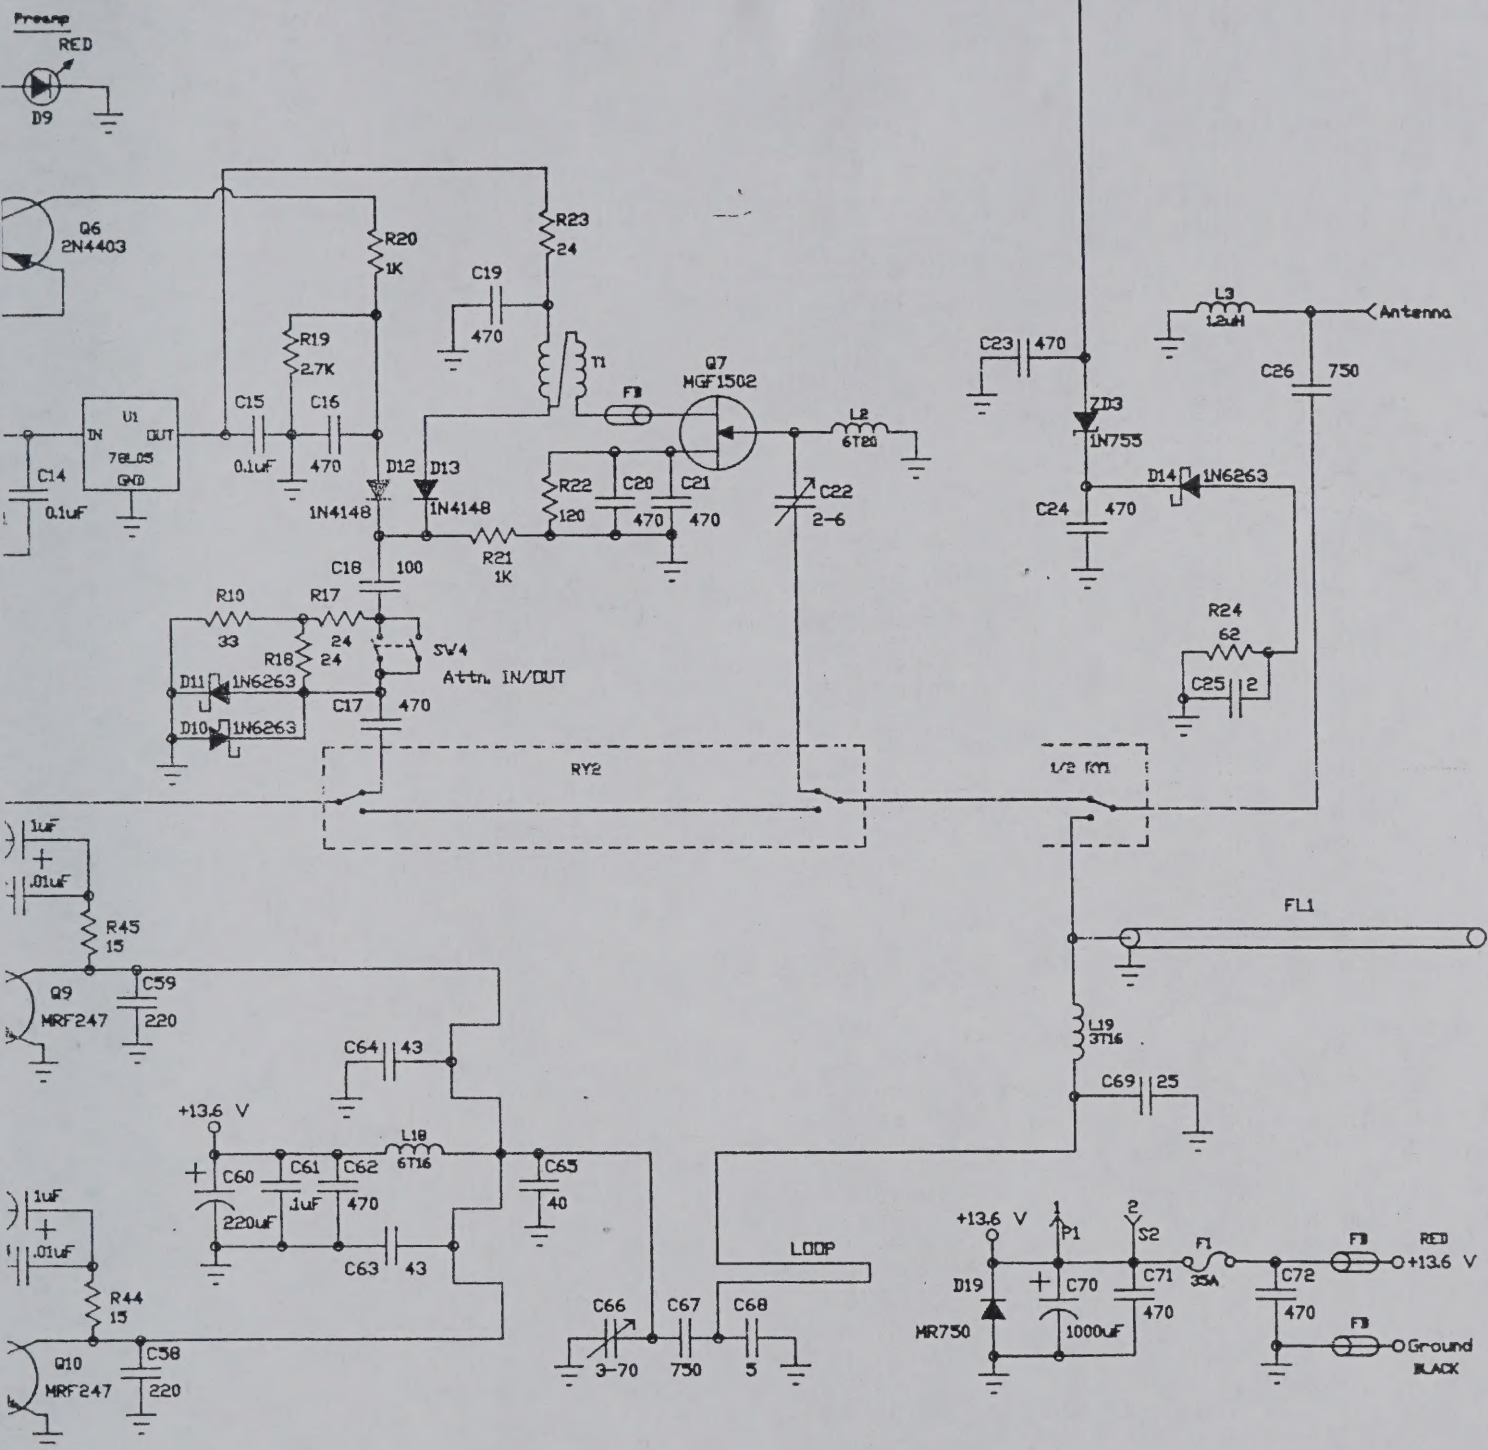 Preamp
RED
D9
Q6
2N4403
R20
1K
R23
24
C19
470
R19
2.7K
T1
Q7
MGF1502
FB
L2
6T20
U1
IN
OUT
78L05
GND
C15
0.1uF
C16
470
C14
0.1uF
D12
1N4148
D13
1N4148
R22
120
C20
470
C21
470
C22
2-6
R21
1K
C18
100
R10
33
R17
24
R18
24
SW4
Attn. IN/OUT
D11
1N6263
D10
1N6263
C17
470
RY2
1/2 RY1
L3
1.2uH
Antenna
C23
470
C26
750
ZD3
1N755
D14
1N6263
C24
470
R24
62
C25
2
1uF
+
.01uF
R45
15
Q9
MRF247
C59
220
FL1
L19
3T16
C69
25
C64
43
+13.6 V
+
C60
220uF
C61
.1uF
C62
470
L18
6T16
C65
40
C63
43
1uF
+
.01uF
R44
15
Q10
MRF247
C58
220
LOOP
C66
3-70
C67
750
C68
5
+13.6 V
1
P1
2
S2
F1
35A
FB
RED
+13.6 V
D19
MR750
+
C70
1000uF
C71
470
C72
470
FB
Ground
BLACK